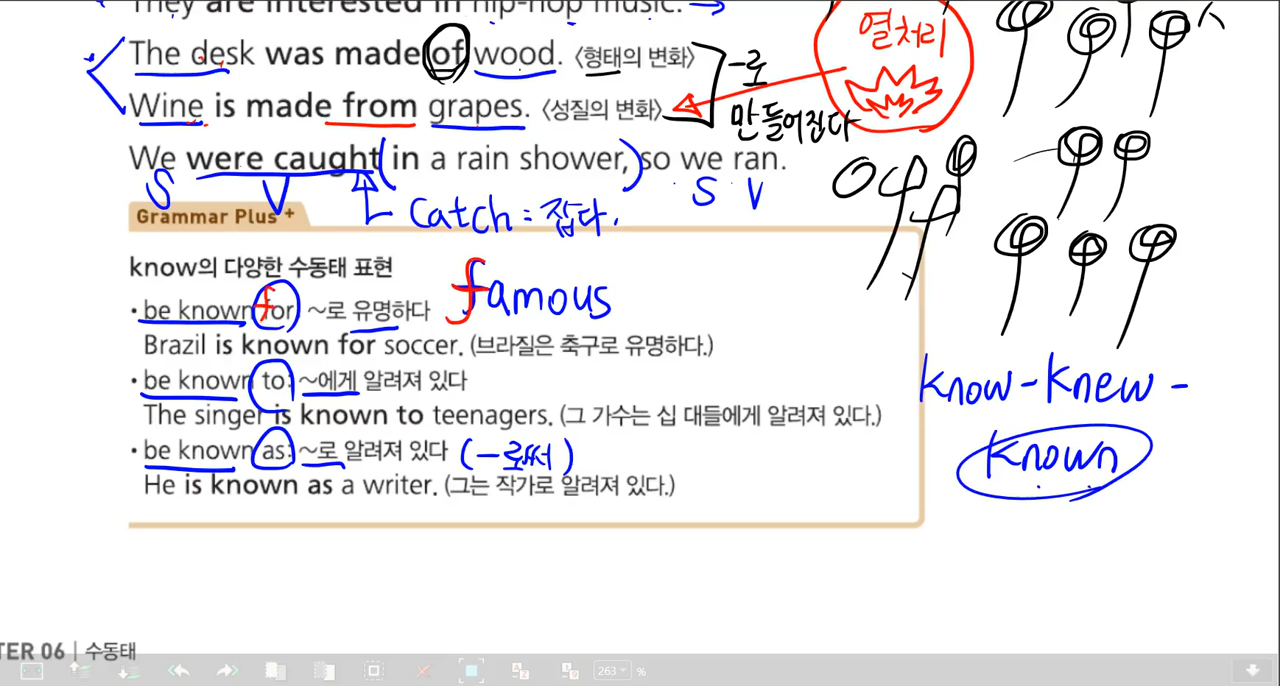 They are interested in hip-hop music.
The desk was made of wood. 〈형태의 변화〉
Wine is made from grapes. 〈성질의 변화〉
-로
만들어진다
열처리
We were caught (in a rain shower,) so we ran.
S V S V
Catch = 잡다.
Grammar Plus+
know의 다양한 수동태 표현
• be known for: ~로 유명하다
famous
Brazil is known for soccer. (브라질은 축구로 유명하다.)
• be known to: ~에게 알려져 있다
The singer is known to teenagers. (그 가수는 십 대들에게 알려져 있다.)
• be known as: ~로 알려져 있다 (-로써)
He is known as a writer. (그는 작가로 알려져 있다.)
know - knew -
known
TER 06 | 수동태
263 %